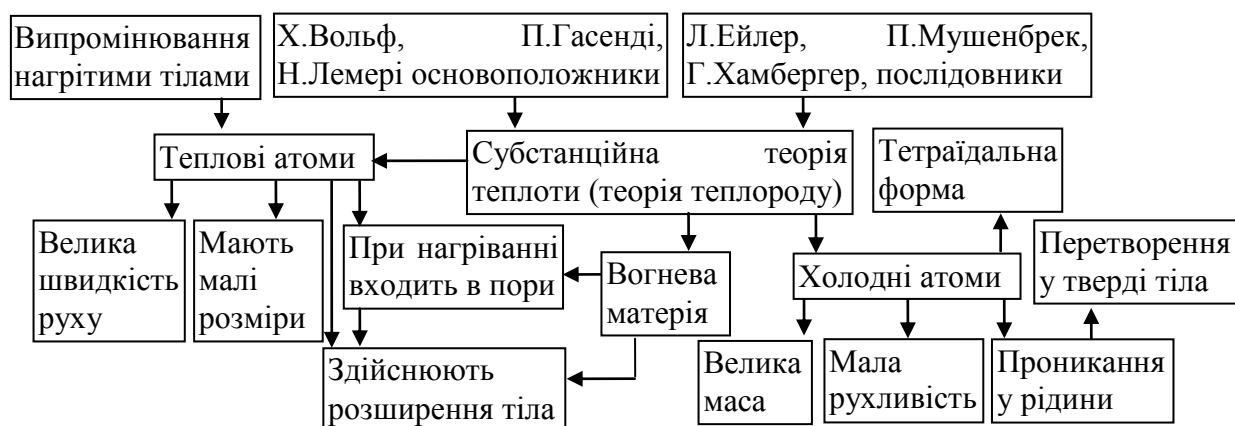 Випромінювання
нагрітими тілами
Х.Вольф, П.Гасенді,
Н.Лемері основоположники
Л.Ейлер, П.Мушенбрек,
Г.Хамбергер, послідовники
Теплові атоми
Субстанційна теорія
теплоти (теорія теплороду)
Тетраїдальна
форма
Велика
швидкість
руху
Мають
малі
розміри
При нагріванні
входить в пори
Вогнева
матерія
Холодні атоми
Перетворення
у тверді тіла
Здійснюють
розширення тіла
Велика
маса
Мала
рухливість
Проникання
у рідини